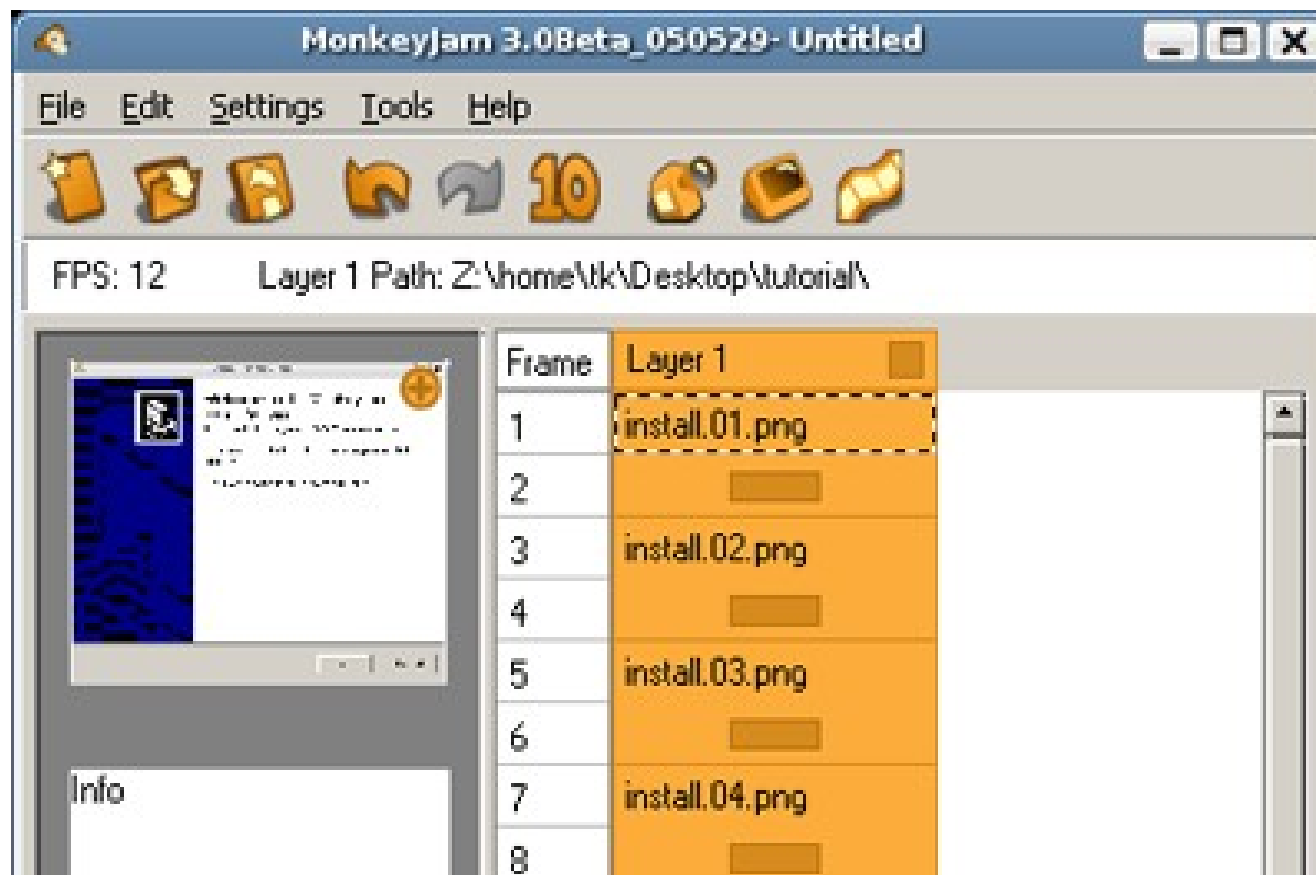 MonkeyJam 3.0Beta_050529- Untitled
File Edit Settings Tools Help
10
FPS: 12 Layer 1 Path: Z:\home\tk\Desktop\tutorial\
Frame Layer 1
1 install.01.png
2
3 install.02.png
4
5 install.03.png
6
7 install.04.png
8
Info